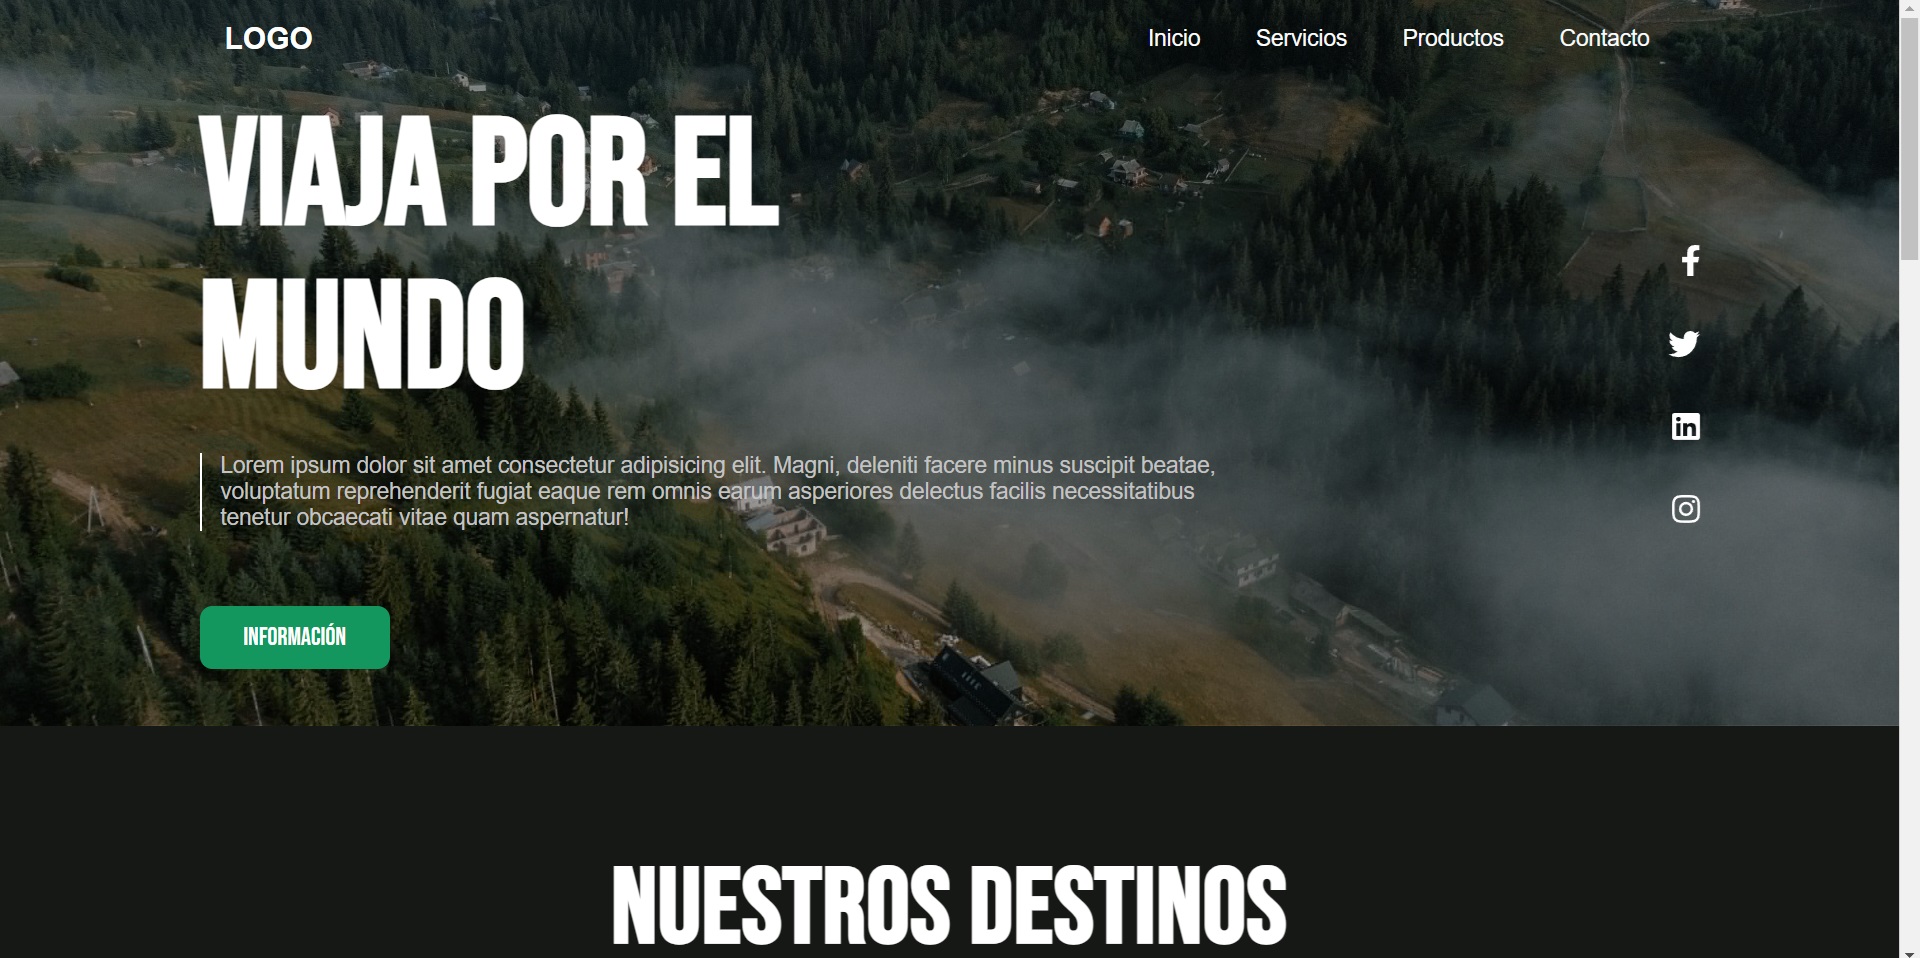 LOGO
Inicio Servicios Productos Contacto
VIAJA POR EL
MUNDO
Lorem ipsum dolor sit amet consectetur adipisicing elit. Magni, deleniti facere minus suscipit beatae,
voluptatum reprehenderit fugiat eaque rem omnis earum asperiores delectus facilis necessitatibus
tenetur obcaecati vitae quam aspernatur!
INFORMACIÓN
NUESTROS DESTINOS